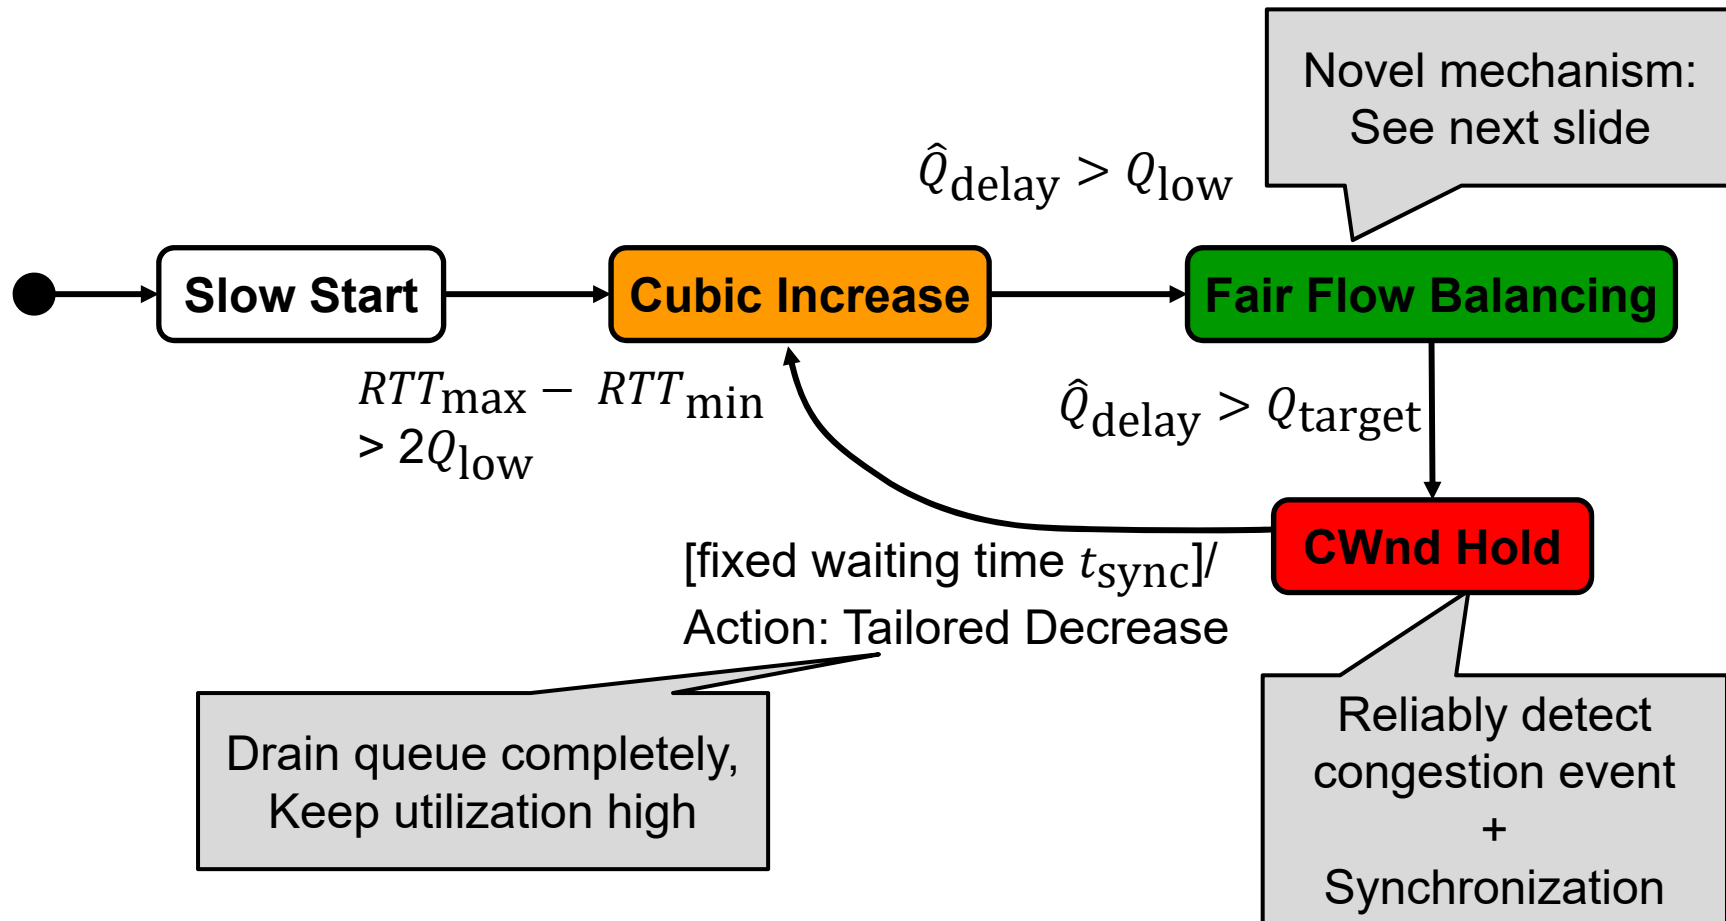 Novel mechanism:
See next slide
Q̂delay > Qlow
Slow Start
Cubic Increase
Fair Flow Balancing
RTTmax − RTTmin
> 2Qlow
Q̂delay > Qtarget
CWnd Hold
[fixed waiting time tsync]/
Action: Tailored Decrease
Drain queue completely,
Keep utilization high
Reliably detect
congestion event
+
Synchronization